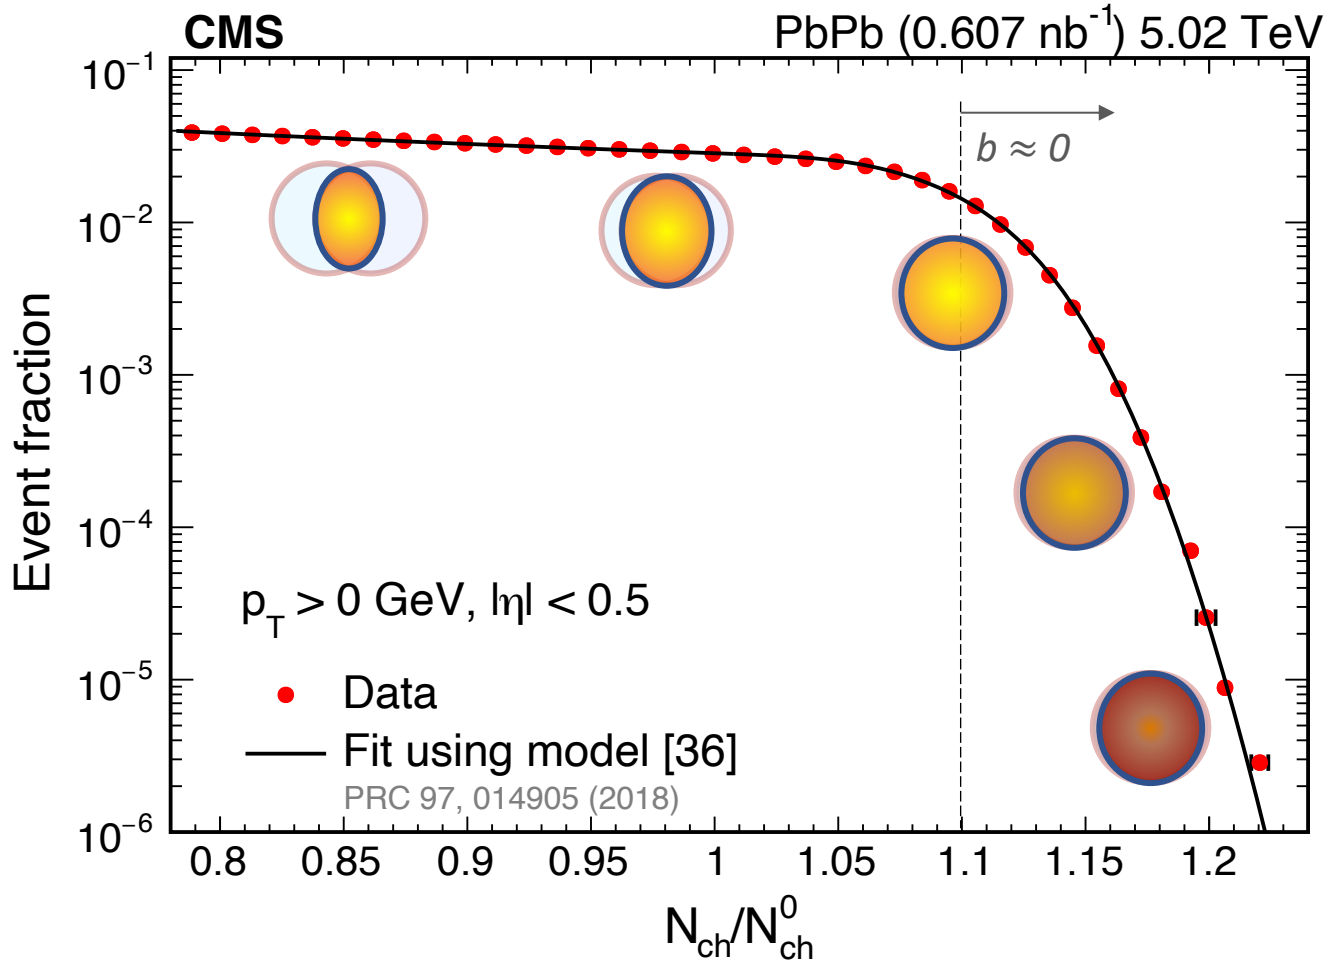 CMS PbPb (0.607 nb⁻¹) 5.02 TeV
10⁻¹
10⁻²
10⁻³
10⁻⁴
10⁻⁵
10⁻⁶
Event fraction
b ≈ 0
p_T > 0 GeV, |η| < 0.5
Data
Fit using model [36]
PRC 97, 014905 (2018)
0.8 0.85 0.9 0.95 1 1.05 1.1 1.15 1.2
N_ch/N⁰_ch